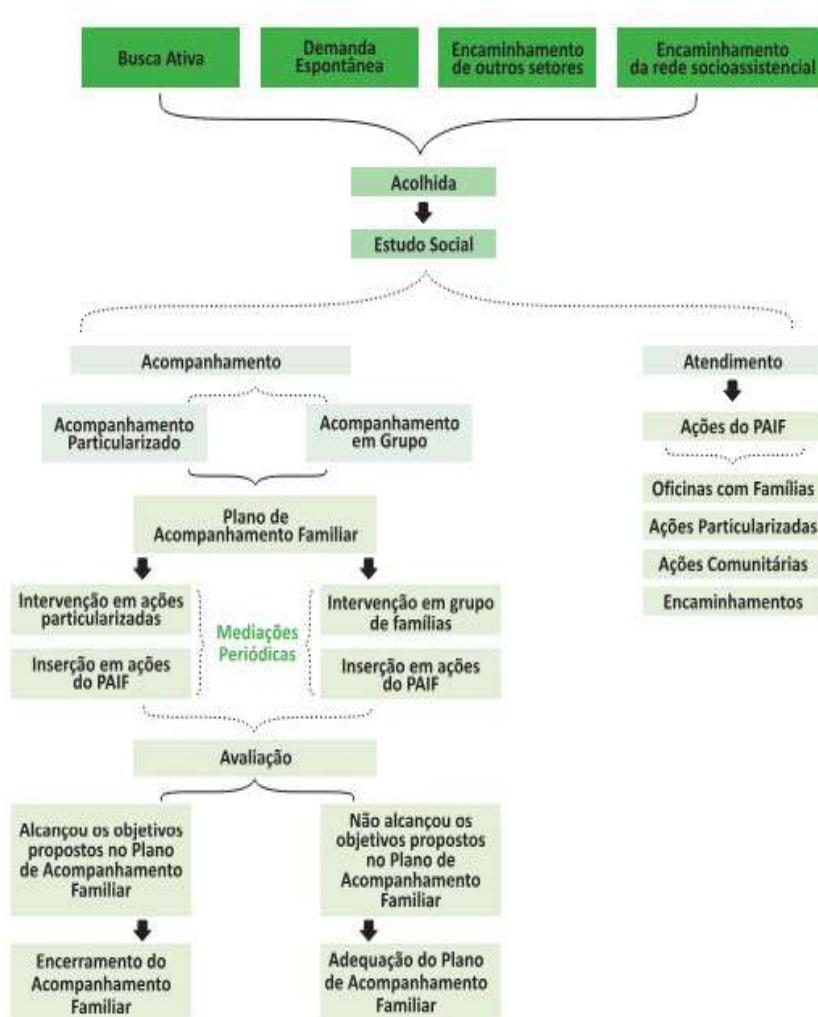 Busca Ativa
Demanda
Espontânea
Encaminhamento
de outros setores
Encaminhamento
da rede socioassistencial
Acolhida
Estudo Social
Acompanhamento
Atendimento
Acompanhamento
Particularizado
Acompanhamento
em Grupo
Ações do PAIF
Plano de
Acompanhamento Familiar
Oficinas com Famílias
Ações Particularizadas
Ações Comunitárias
Encaminhamentos
Intervenção em ações
particularizadas
Mediações
Periódicas
Intervenção em grupo
de famílias
Inserção em ações
do PAIF
Inserção em ações
do PAIF
Avaliação
Alcançou os objetivos
propostos no Plano
de Acompanhamento
Familiar
Não alcançou os
objetivos propostos
no Plano de
Acompanhamento
Familiar
Encerramento do
Acompanhamento
Familiar
Adequação do Plano
de Acompanhamento
Familiar